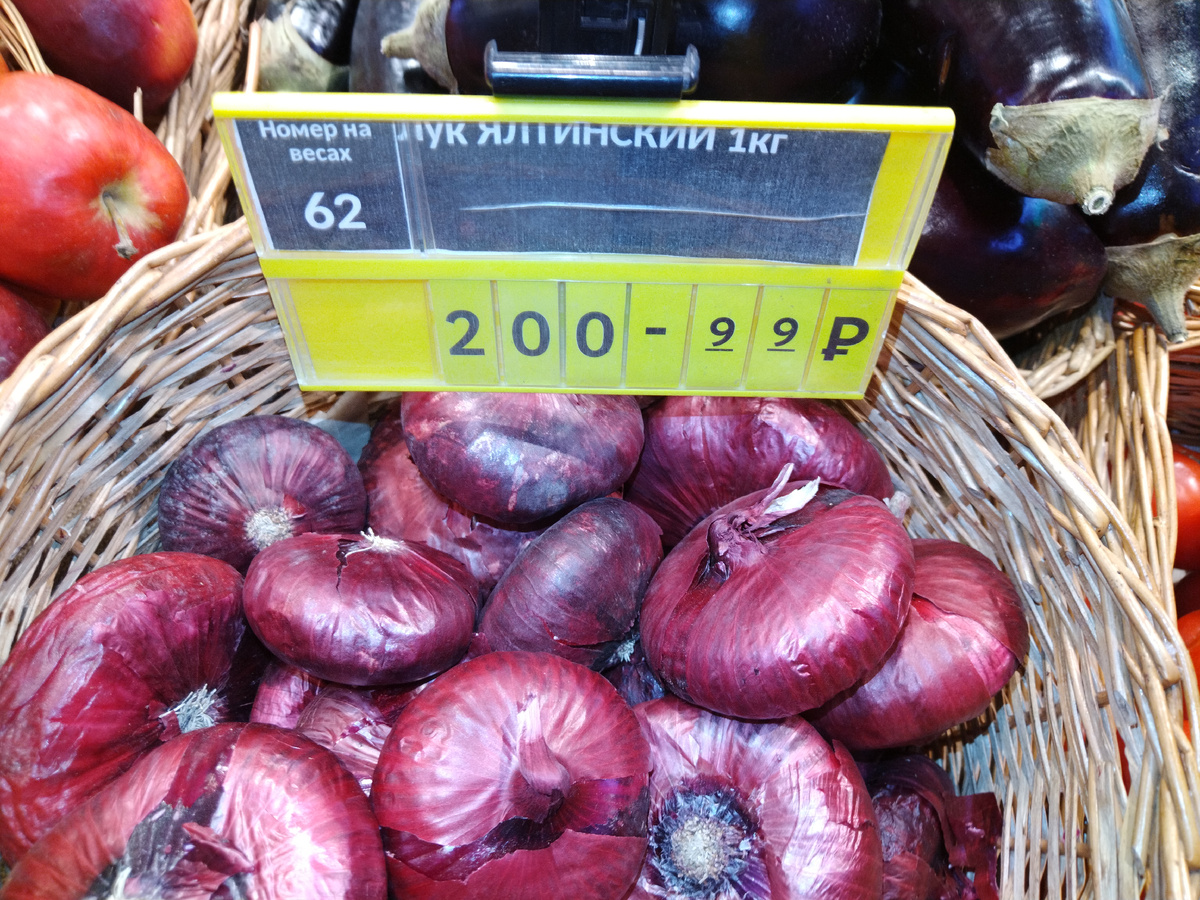 Номер на
весах
62
Лук ЯЛТИНСКИЙ 1кг
200-99₽